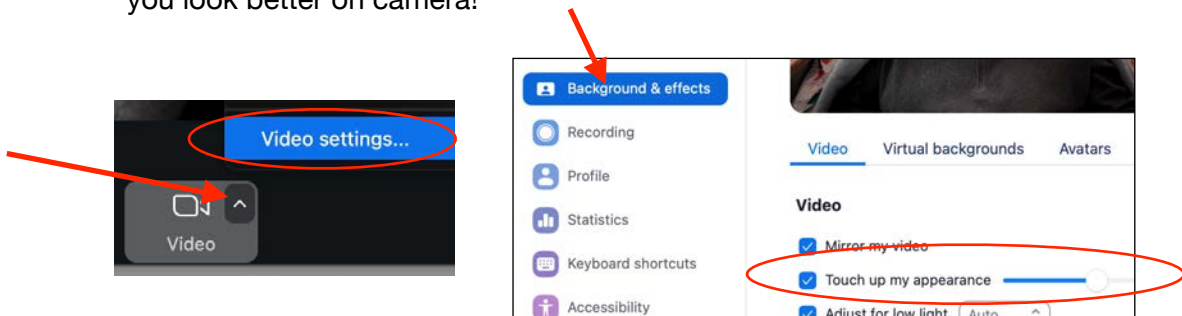 you look better on camera!
Video settings...
Video
Background & effects
Recording
Profile
Statistics
Keyboard shortcuts
Accessibility
Video Virtual backgrounds Avatars
Video
Mirror my video
Touch up my appearance
Adjust for low light Auto